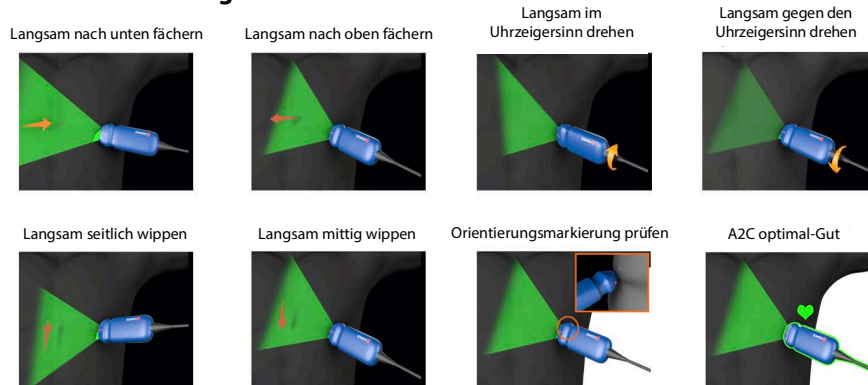 Langsam nach unten fächern
Langsam nach oben fächern
Langsam im
Uhrzeigersinn drehen
Langsam gegen den
Uhrzeigersinn drehen
Langsam seitlich wippen
Langsam mittig wippen
Orientierungsmarkierung prüfen
A2C optimal-Gut